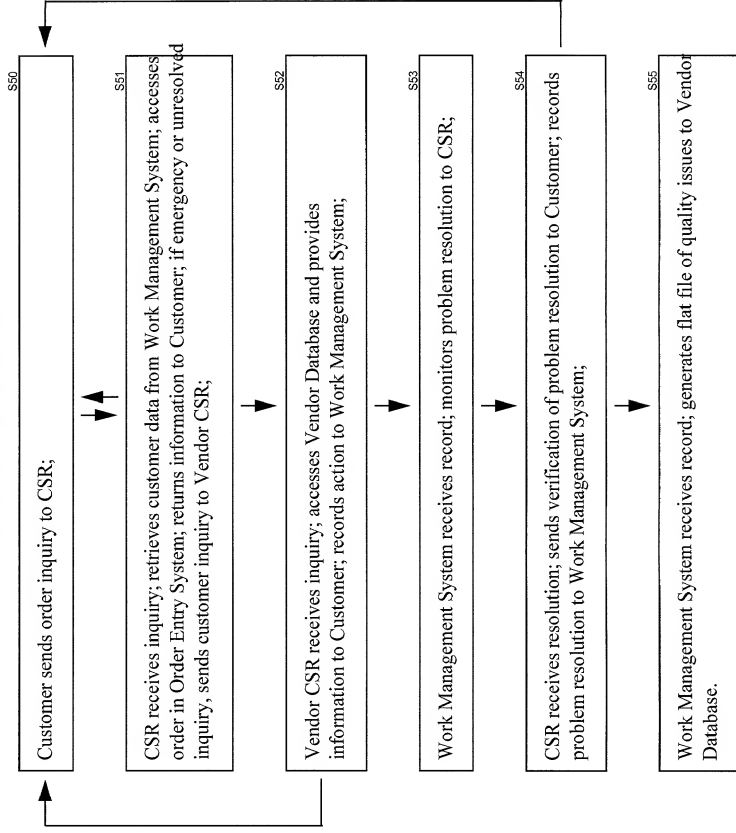 S50
Customer sends order inquiry to CSR;
S51
CSR receives inquiry; retrieves customer data from Work Management System; accesses
order in Order Entry System; returns information to Customer; if emergency or unresolved
inquiry, sends customer inquiry to Vendor CSR;
S52
Vendor CSR receives inquiry; accesses Vendor Database and provides
information to Customer; records action to Work Management System;
S53
Work Management System receives record; monitors problem resolution to CSR;
S54
CSR receives resolution; sends verification of problem resolution to Customer; records
problem resolution to Work Management System;
S55
Work Management System receives record; generates flat file of quality issues to Vendor
Database.